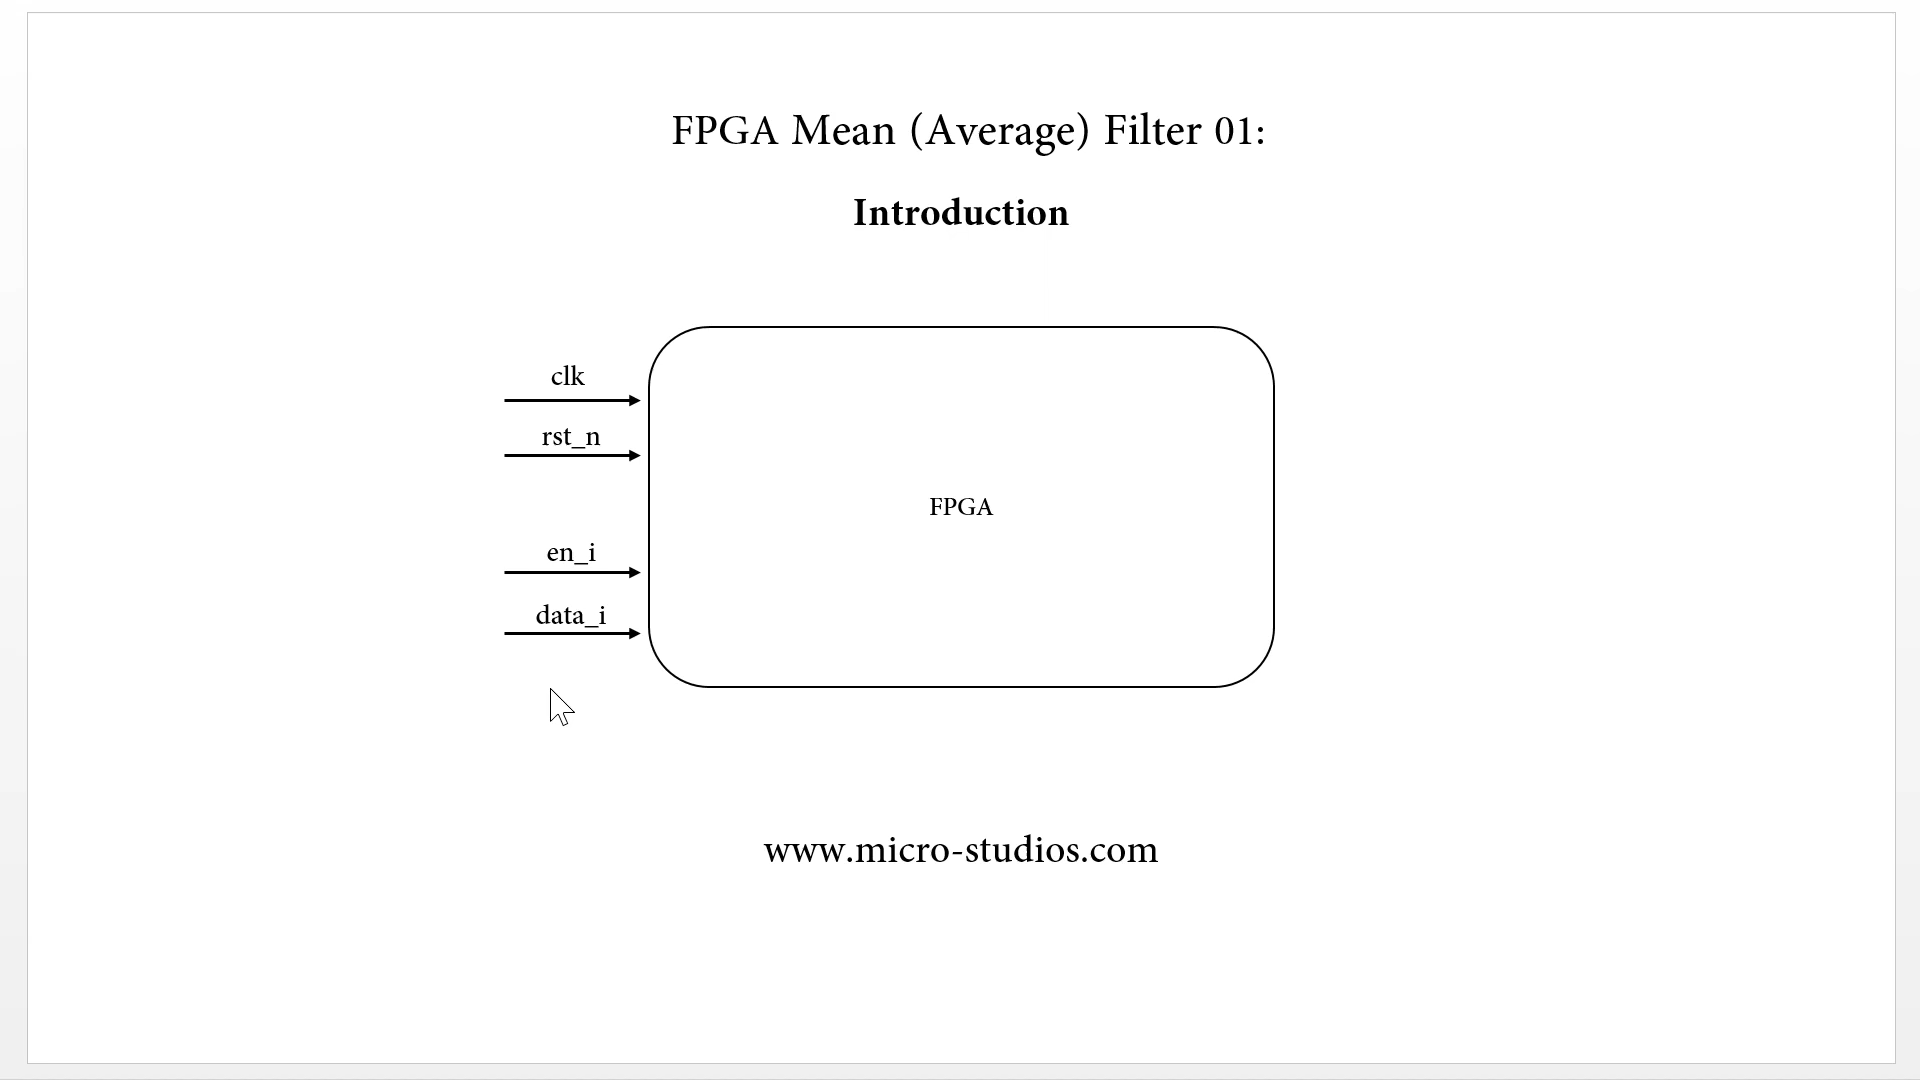 FPGA Mean (Average) Filter 01:
Introduction
clk
rst_n
FPGA
en_i
data_i
www.micro-studios.com